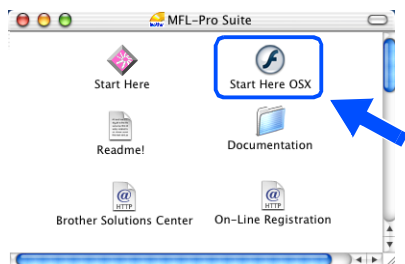 MFL-Pro Suite
Start Here
Start Here OSX
Readme!
Documentation
@
HTTP
@
HTTP
Brother Solutions Center
On-Line Registration